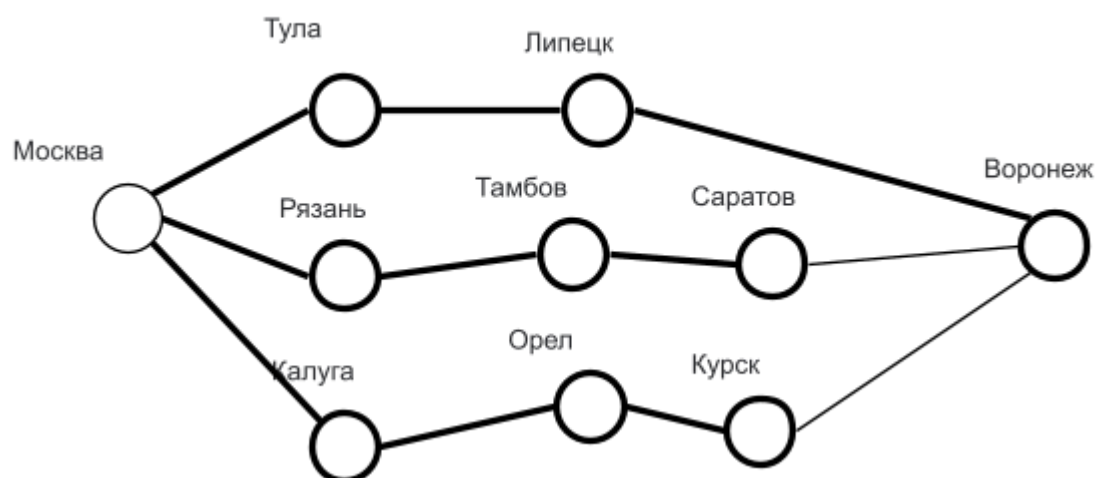 Тула
Липецк
Москва
Воронеж
Тамбов
Саратов
Рязань
Орел
Курск
Калуга